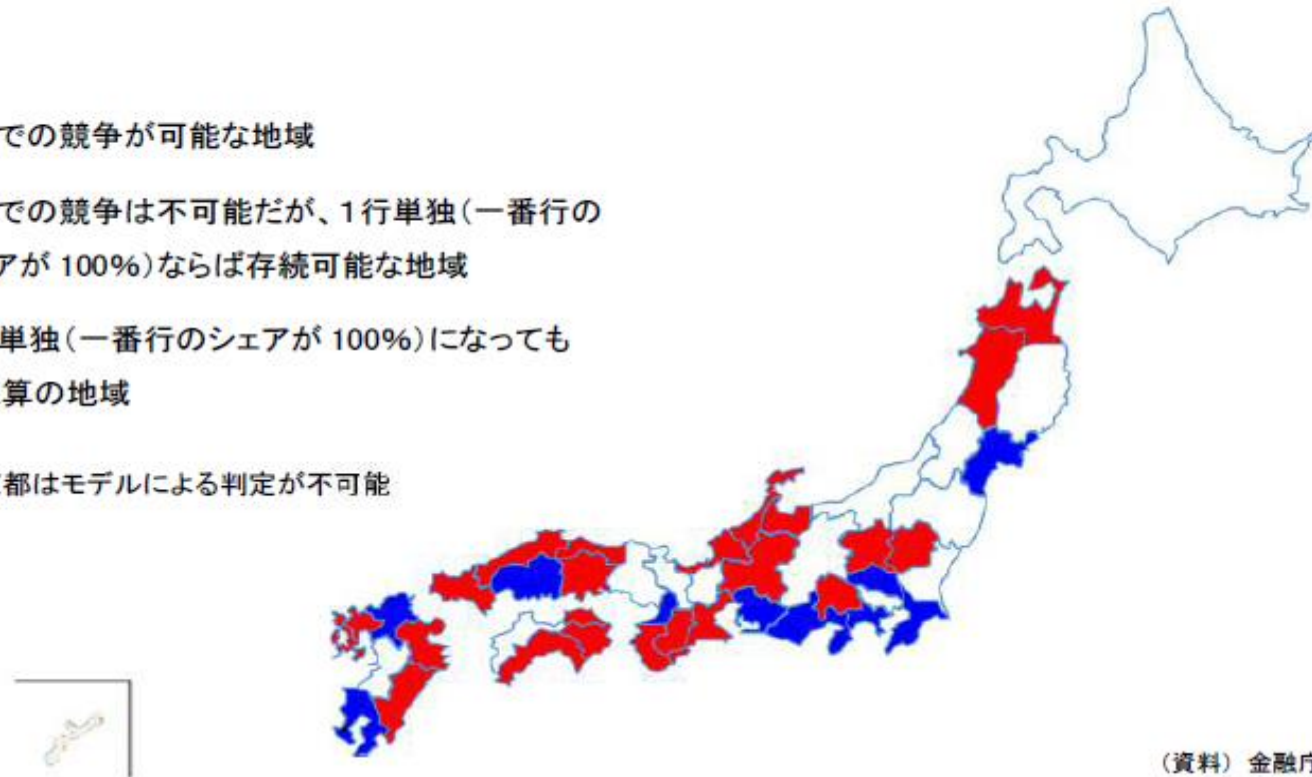 での競争が可能な地域
での競争は不可能だが、1行単独(一番行の
アが 100%)ならば存続可能な地域
単独(一番行のシェアが 100%)になっても
算の地域
都はモデルによる判定が不可能
(資料) 金融庁